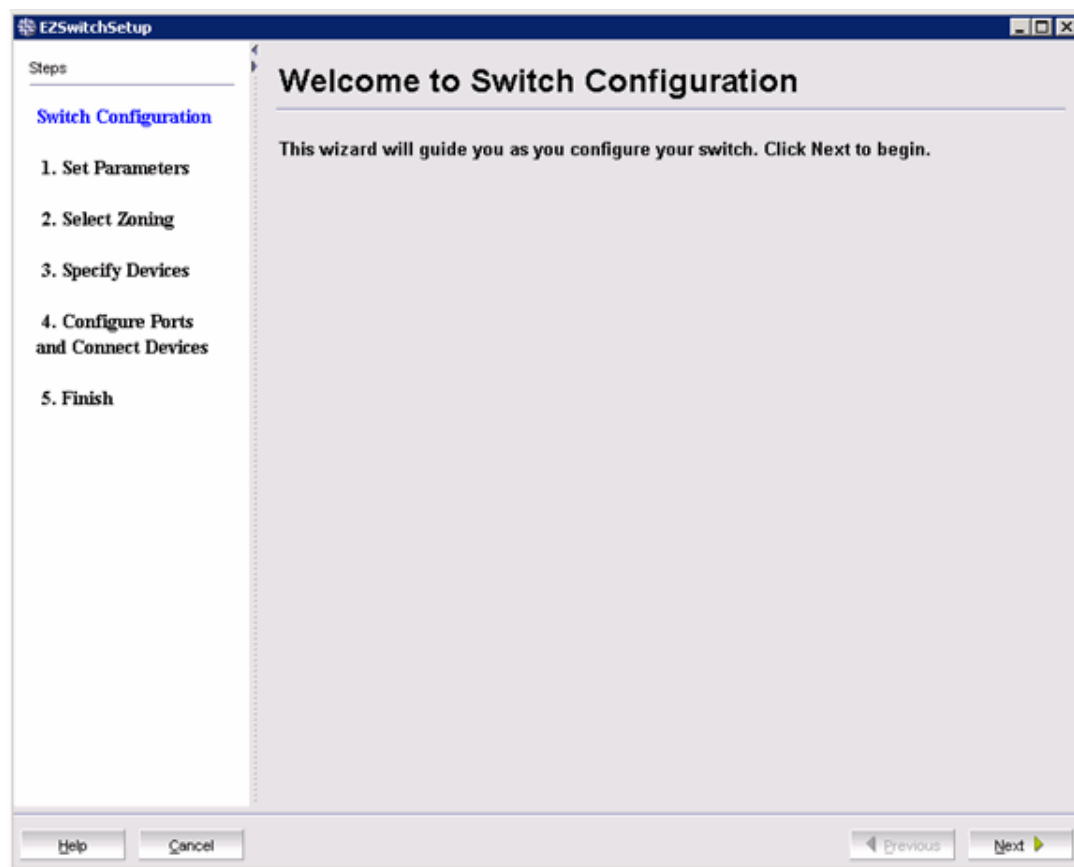 EZSwitchSetup
Steps
Switch Configuration
1. Set Parameters
2. Select Zoning
3. Specify Devices
4. Configure Ports
and Connect Devices
5. Finish
Welcome to Switch Configuration
This wizard will guide you as you configure your switch. Click Next to begin.
Help
Cancel
Previous
Next